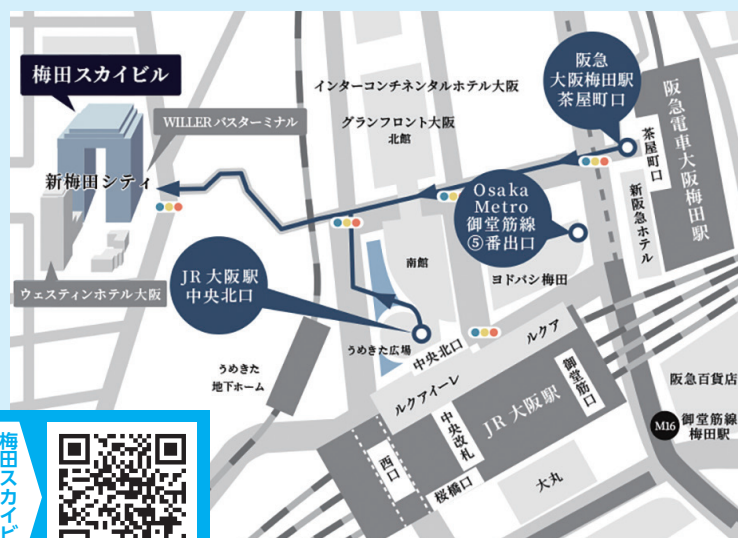 梅田スカイビル
WILLER バスターミナル
新梅田シティ
ウェスティンホテル大阪
インターコンチネンタルホテル大阪
グランフロント大阪
北館
阪急
大阪梅田駅
茶屋町口
茶屋町口
阪急電車大阪梅田駅
新阪急ホテル
Osaka
Metro
御堂筋線
⑤番出口
ヨドバシ梅田
南館
JR 大阪駅
中央北口
うめきた広場
うめきた
地下ホーム
中央北口
ルクア
ルクアイーレ
JR 大阪駅
御堂筋口
中央改札
西口
桜橋口
大丸
阪急百貨店
M16
御堂筋線
梅田駅
梅田スカイビ